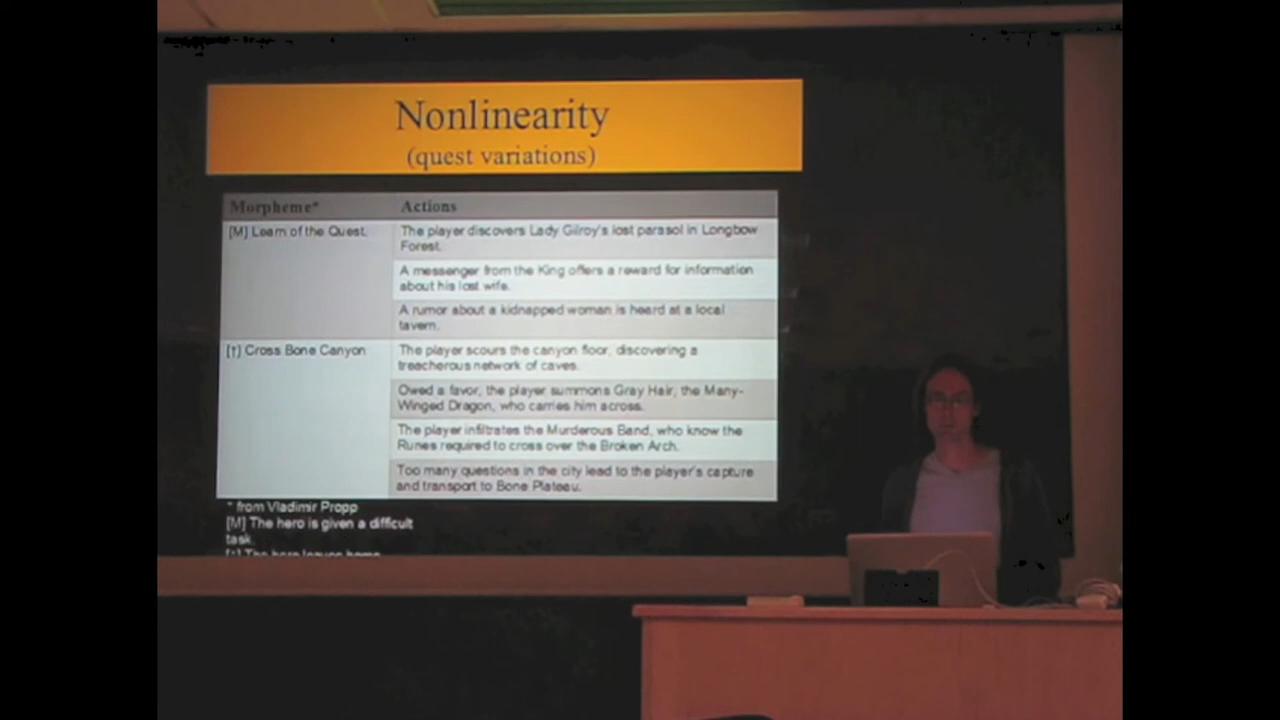 Nonlinearity
(quest variations)
Morpheme* Actions
[M] Learn of the Quest. The player discovers Lady Gilroy's lost parasol in Longbow
Forest.
A messenger from the King offers a reward for information
about his lost wife.
A rumor about a kidnapped woman is heard at a local
tavern.
[†] Cross Bone Canyon The player scours the canyon floor, discovering a
treacherous network of caves.
Owed a favor, the player summons Gray Hair, the Many-
Winged Dragon, who carries him across.
The player infiltrates the Murderous Band, who know the
Runes required to cross over the Broken Arch.
Too many questions in the city lead to the player's capture
and transport to Bone Plateau.
* from Vladimir Propp
[M] The hero is given a difficult
task.
[†] The hero leaves home